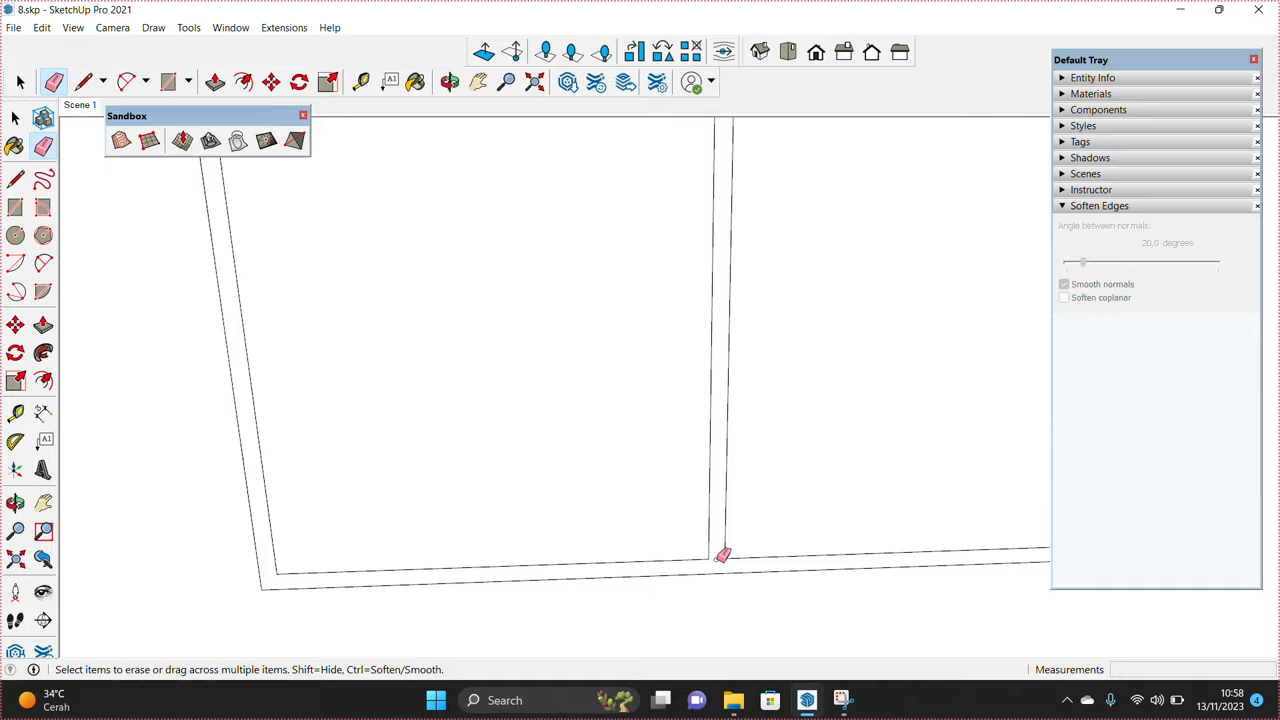 8.skp - SketchUp Pro 2021
File Edit View Camera Draw Tools Window Extensions Help
A1
Scene 1
Sandbox
A1
Default Tray
Entity Info
Materials
Components
Styles
Tags
Shadows
Scenes
Instructor
Soften Edges
Angle between normals:
20,0 degrees
Smooth normals
Soften coplanar
Select items to erase or drag across multiple items. Shift=Hide, Ctrl=Soften/Smooth.
Measurements
34°C
Cerah
Search
10:58
13/11/2023
4